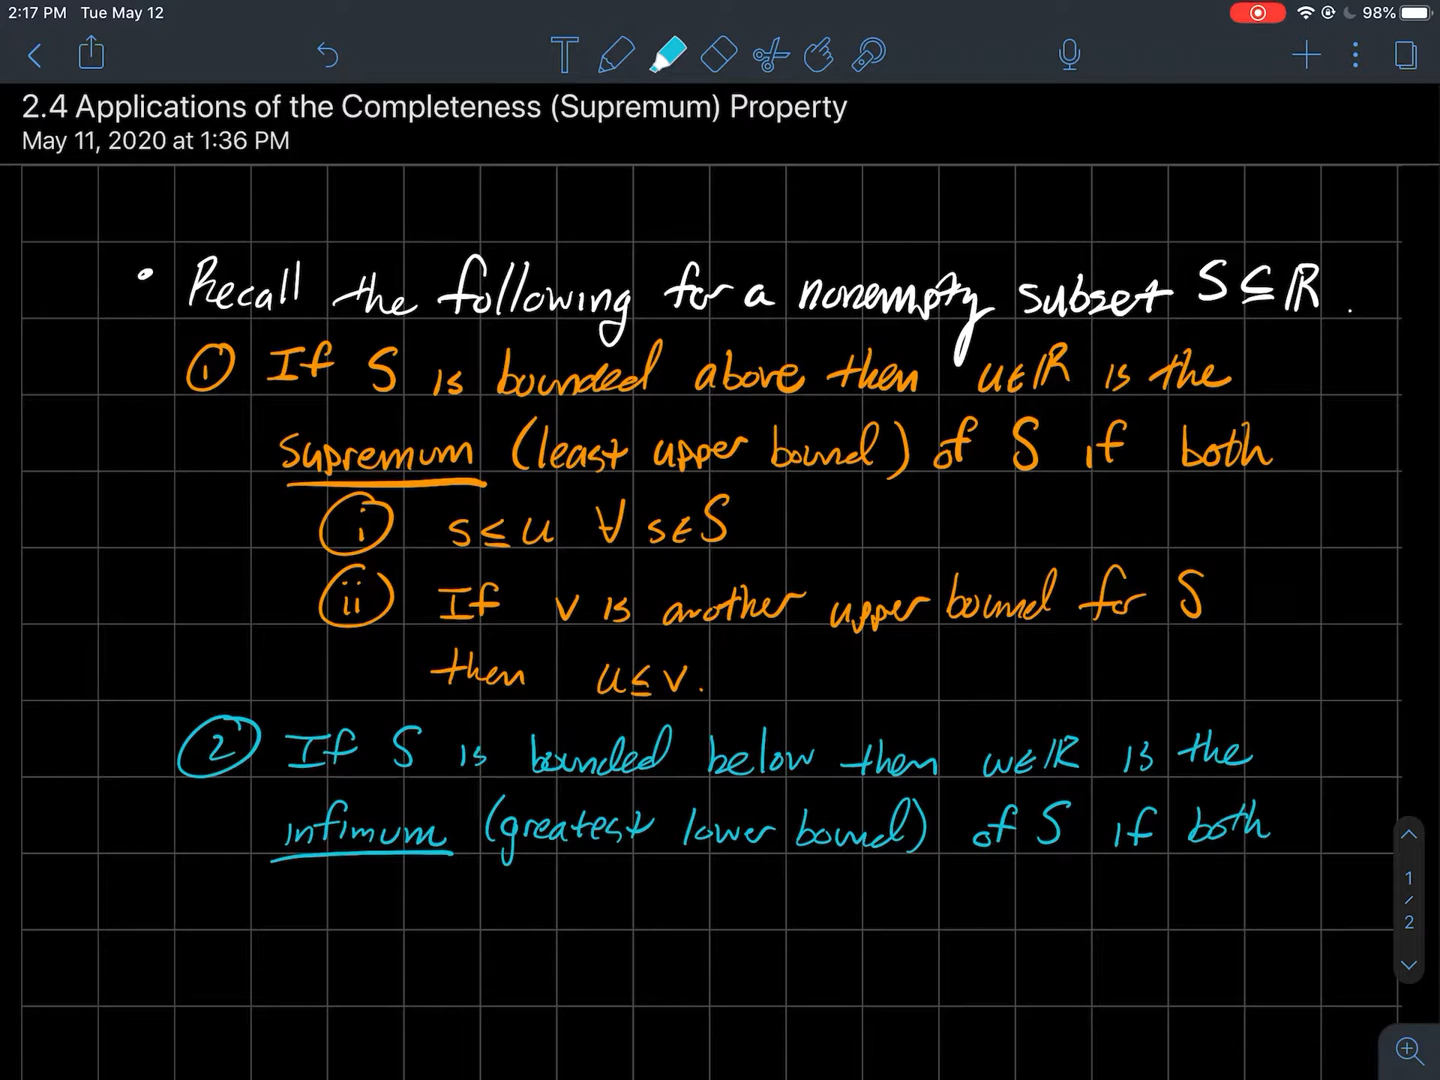 2:17 PM Tue May 12
98%
2.4 Applications of the Completeness (Supremum) Property
May 11, 2020 at 1:36 PM
• Recall the following for a nonempty subset S ⊆ ℝ.
① If S is bounded above then u∈ℝ is the
supremum (least upper bound) of S if both
ⓘ s ≤ u ∀ s∈S
(ii) If v is another upper bound for S
then u ≤ v.
② If S is bounded below then w∈ℝ is the
infimum (greatest lower bound) of S if both
1
/
2